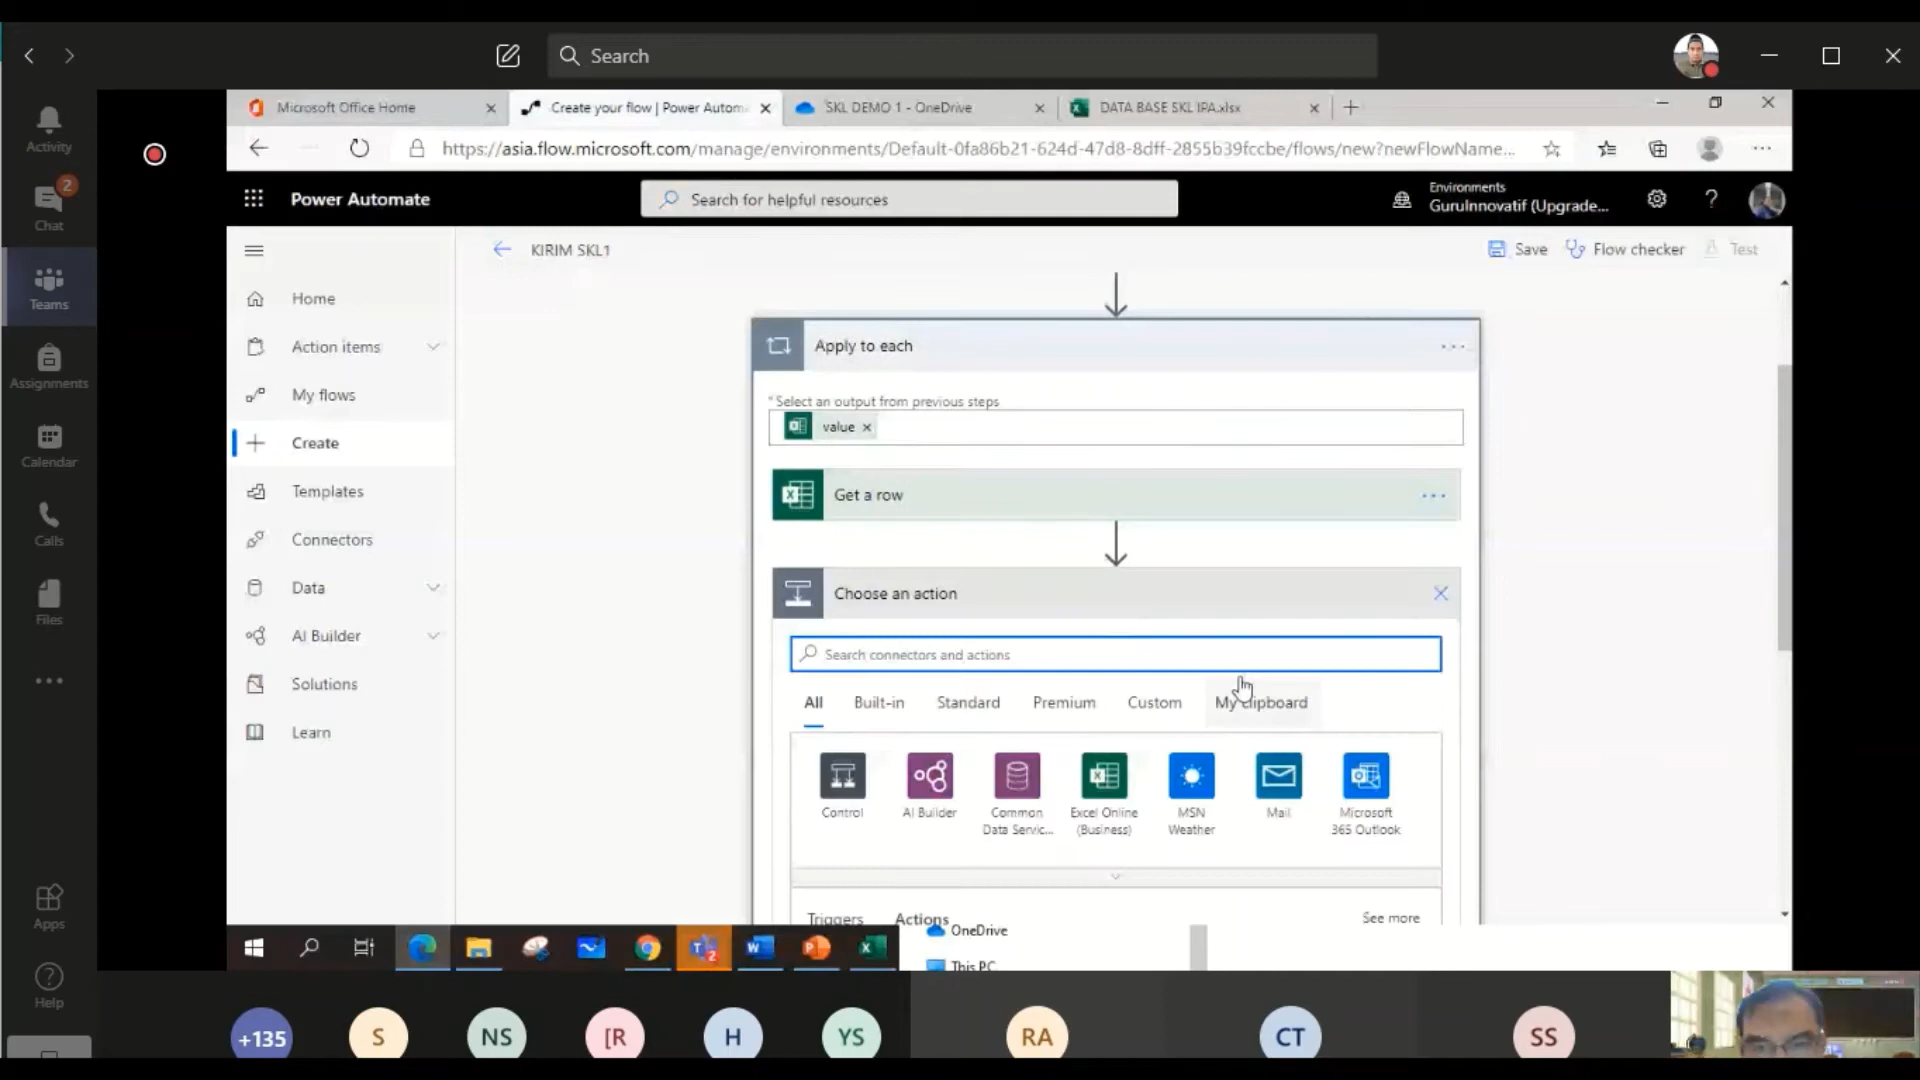 Search
Activity
2
Chat
Teams
Assignments
Calendar
Calls
Files
Apps
Help
Microsoft Office Home
Create your flow | Power Autom
SKL DEMO 1 - OneDrive
DATA BASE SKL IPA.xlsx
https://asia.flow.microsoft.com/manage/environments/Default-0fa86b21-624d-47d8-8dff-2855b39fccbe/flows/new?newFlowName...
Power Automate
Search for helpful resources
Environments
GuruInnovatif (Upgrade...
?
KIRIM SKL1
Save
Flow checker
Test
Home
Action items
My flows
Create
Templates
Connectors
Data
AI Builder
Solutions
Learn
Apply to each
* Select an output from previous steps
value
Get a row
Choose an action
Search connectors and actions
All
Built-in
Standard
Premium
Custom
My clipboard
Control
AI Builder
Common
Data Servic...
Excel Online
(Business)
MSN
Weather
Mail
Microsoft
365 Outlook
Triggers
Actions
See more
OneDrive
This PC
+135
S
NS
[R
H
YS
RA
CT
SS